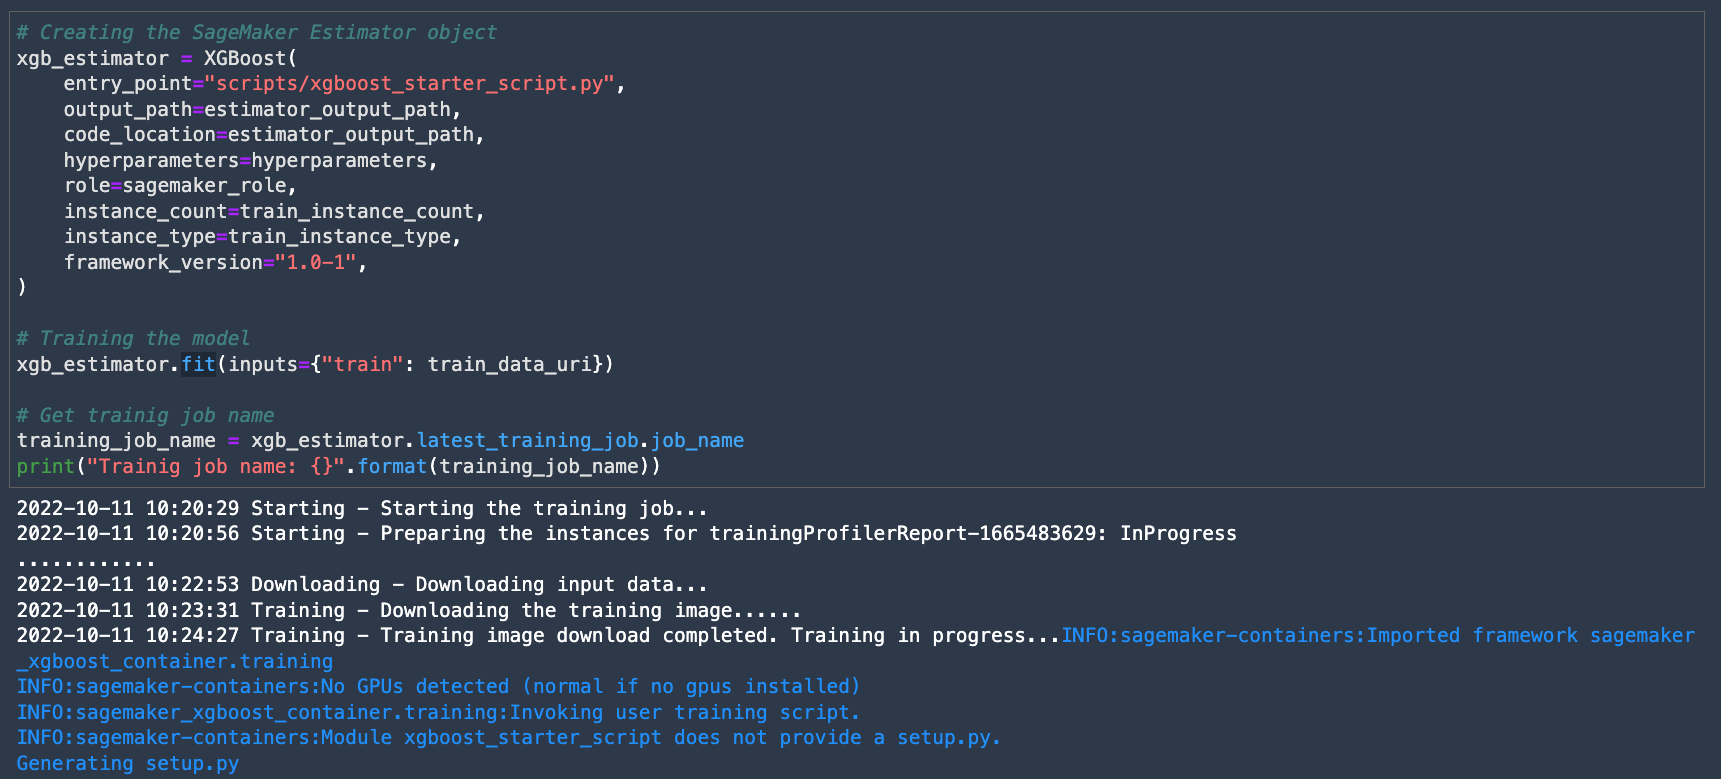 # Creating the SageMaker Estimator object
xgb_estimator = XGBoost(
    entry_point="scripts/xgboost_starter_script.py",
    output_path=estimator_output_path,
    code_location=estimator_output_path,
    hyperparameters=hyperparameters,
    role=sagemaker_role,
    instance_count=train_instance_count,
    instance_type=train_instance_type,
    framework_version="1.0-1",
)
# Training the model
xgb_estimator.fit(inputs={"train": train_data_uri})
# Get trainig job name
training_job_name = xgb_estimator.latest_training_job.job_name
print("Trainig job name: {}".format(training_job_name))
2022-10-11 10:20:29 Starting - Starting the training job...
2022-10-11 10:20:56 Starting - Preparing the instances for trainingProfilerReport-1665483629: InProgress
............
2022-10-11 10:22:53 Downloading - Downloading input data...
2022-10-11 10:23:31 Training - Downloading the training image......
2022-10-11 10:24:27 Training - Training image download completed. Training in progress...INFO:sagemaker-containers:Imported framework sagemaker
_xgboost_container.training
INFO:sagemaker-containers:No GPUs detected (normal if no gpus installed)
INFO:sagemaker_xgboost_container.training:Invoking user training script.
INFO:sagemaker-containers:Module xgboost_starter_script does not provide a setup.py.
Generating setup.py